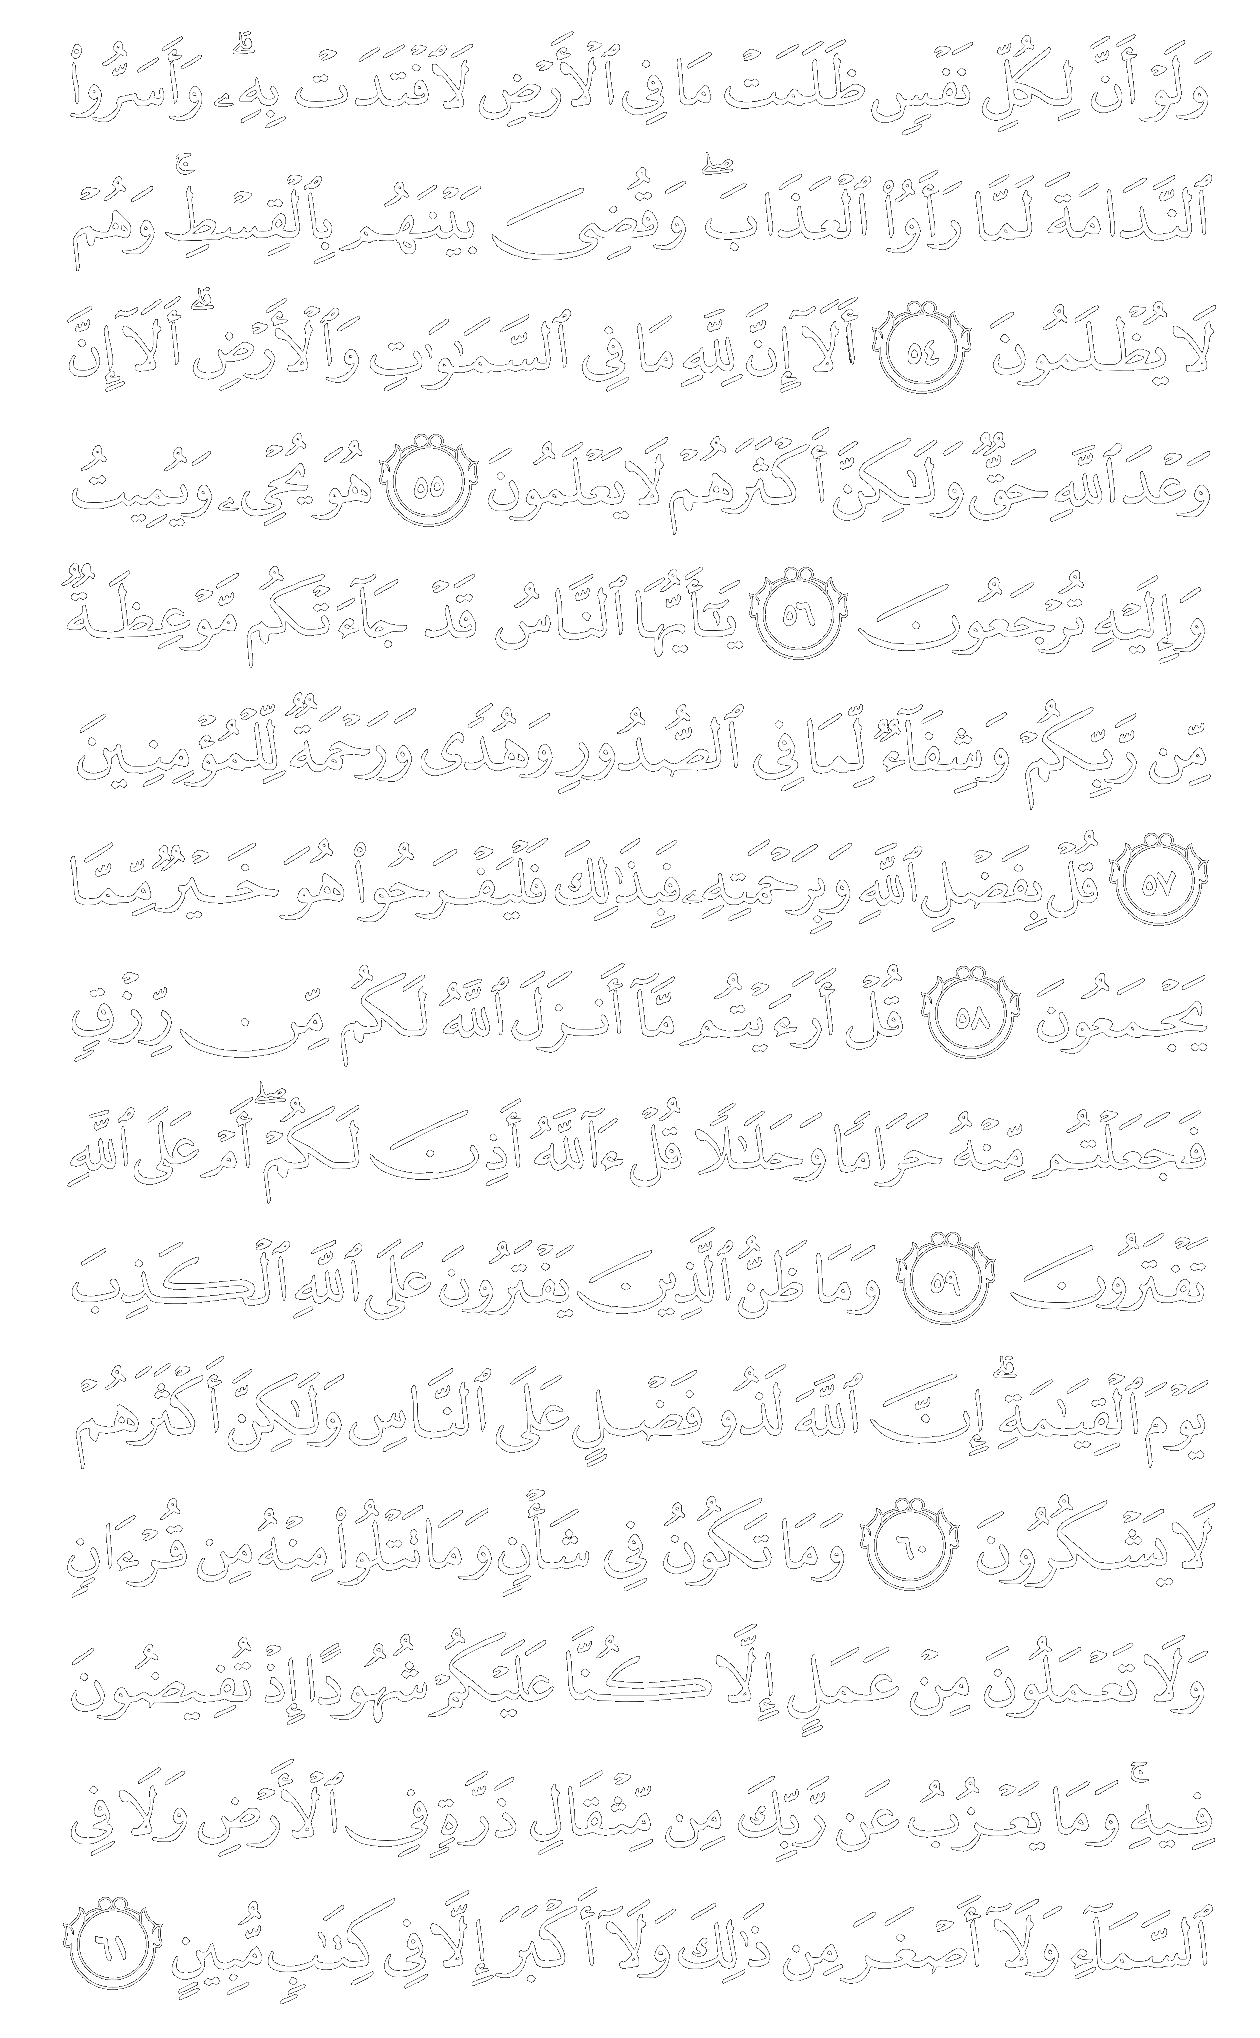 وَلَوۡ أَنَّ لِكُلِّ نَفۡسٖ ظَلَمَتۡ مَا فِي ٱلۡأَرۡضِ لَٱفۡتَدَتۡ بِهِۦۗ وَأَسَرُّواْ
ٱلنَّدَامَةَ لَمَّا رَأَوُاْ ٱلۡعَذَابَۖ وَقُضِيَ بَيۡنَهُم بِٱلۡقِسۡطِۚ وَهُمۡ
لَا يُظۡلَمُونَ ٥٤ أَلَآ إِنَّ لِلَّهِ مَا فِي ٱلسَّمَٰوَٰتِ وَٱلۡأَرۡضِۗ أَلَآ إِنَّ
وَعۡدَ ٱللَّهِ حَقّٞ وَلَٰكِنَّ أَكۡثَرَهُمۡ لَا يَعۡلَمُونَ ٥٥ هُوَ يُحۡيِۦ وَيُمِيتُ
وَإِلَيۡهِ تُرۡجَعُونَ ٥٦ يَٰٓأَيُّهَا ٱلنَّاسُ قَدۡ جَآءَتۡكُم مَّوۡعِظَةٞ
مِّن رَّبِّكُمۡ وَشِفَآءٞ لِّمَا فِي ٱلصُّدُورِ وَهُدٗى وَرَحۡمَةٞ لِّلۡمُؤۡمِنِينَ
٥٧ قُلۡ بِفَضۡلِ ٱللَّهِ وَبِرَحۡمَتِهِۦ فَبِذَٰلِكَ فَلۡيَفۡرَحُواْ هُوَ خَيۡرٞ مِّمَّا
يَجۡمَعُونَ ٥٨ قُلۡ أَرَءَيۡتُم مَّآ أَنزَلَ ٱللَّهُ لَكُم مِّن رِّزۡقٖ
فَجَعَلۡتُم مِّنۡهُ حَرَامٗا وَحَلَٰلٗا قُلۡ ءَآللَّهُ أَذِنَ لَكُمۡۖ أَمۡ عَلَى ٱللَّهِ
تَفۡتَرُونَ ٥٩ وَمَا ظَنُّ ٱلَّذِينَ يَفۡتَرُونَ عَلَى ٱللَّهِ ٱلۡكَذِبَ
يَوۡمَ ٱلۡقِيَٰمَةِۗ إِنَّ ٱللَّهَ لَذُو فَضۡلٍ عَلَى ٱلنَّاسِ وَلَٰكِنَّ أَكۡثَرَهُمۡ
لَا يَشۡكُرُونَ ٦٠ وَمَا تَكُونُ فِي شَأۡنٖ وَمَا تَتۡلُواْ مِنۡهُ مِن قُرۡءَانٖ
وَلَا تَعۡمَلُونَ مِنۡ عَمَلٍ إِلَّا كُنَّا عَلَيۡكُمۡ شُهُودًا إِذۡ تُفِيضُونَ
فِيهِۚ وَمَا يَعۡزُبُ عَن رَّبِّكَ مِن مِّثۡقَالِ ذَرَّةٖ فِي ٱلۡأَرۡضِ وَلَا فِي
ٱلسَّمَآءِ وَلَآ أَصۡغَرَ مِن ذَٰلِكَ وَلَآ أَكۡبَرَ إِلَّا فِي كِتَٰبٖ مُّبِينٍ ٦١